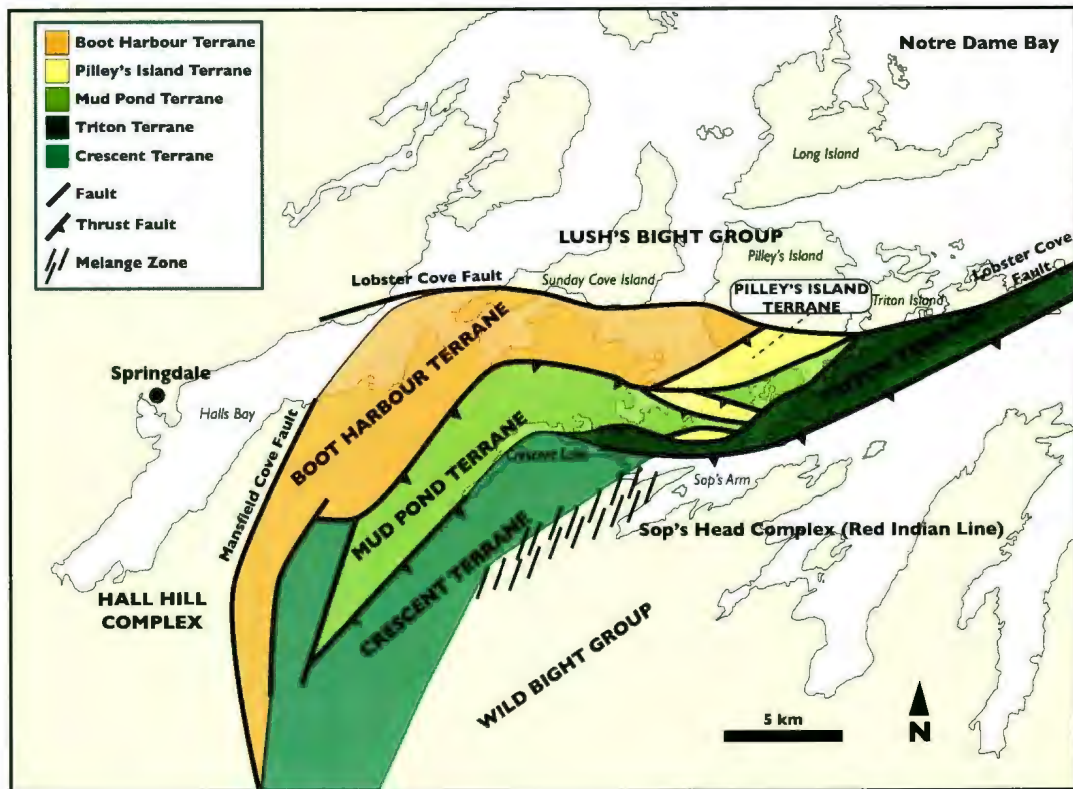 Boot Harbour Terrane
Pilley's Island Terrane
Mud Pond Terrane
Triton Terrane
Crescent Terrane
Fault
Thrust Fault
Melange Zone
Notre Dame Bay
Long Island
LUSH'S BIGHT GROUP
Pilley's Island
Lobster Cove Fault
Sunday Cove Island
PILLEY'S ISLAND
TERRANE
Triton Island
Lobster Cove
Fault
Springdale
Halls Bay
Mansfield Cove Fault
BOOT HARBOUR TERRANE
TRITON TERRANE
MUD POND TERRANE
Crescent Lake
CRESCENT TERRANE
Sop's Arm
Sop's Head Complex (Red Indian Line)
HALL HILL
COMPLEX
WILD BIGHT GROUP
5 km
N